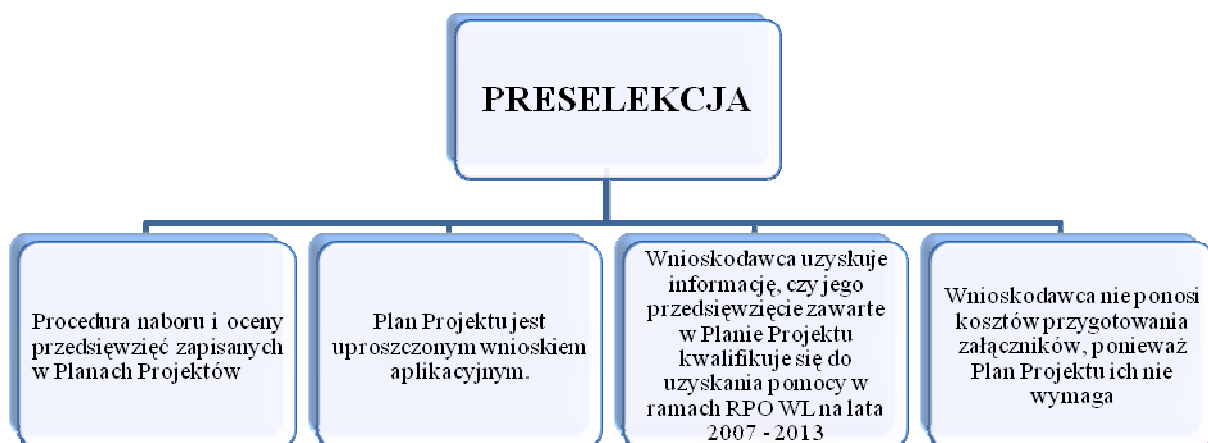 PRESELEKCJA
Procedura naboru i oceny
przedsięwzięć zapisanych
w Planach Projektów
Plan Projektu jest
uproszczonym wnioskiem
aplikacyjnym.
Wnioskodawca uzyskuje
informację, czy jego
przedsięwzięcie zawarte
w Planie Projektu
kwalifikuje się do
uzyskania pomocy w
ramach RPO WL na lata
2007 - 2013
Wnioskodawca nie ponosi
kosztów przygotowania
załączników, ponieważ
Plan Projektu ich nie
wymaga